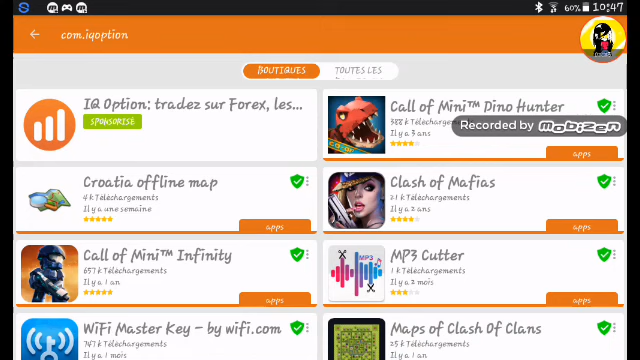 60% 10:47
com.iqoption
BOUTIQUES TOUTES LES
IQ Option: tradez sur Forex, les...
SPONSORISÉ
Call of Mini™ Dino Hunter
388 k Téléchargements
Il y a 3 ans
apps
Recorded by mobizen
Croatia offline map
4 k Téléchargements
Il y a une semaine
apps
Clash of Mafias
21 k Téléchargements
Il y a 2 ans
apps
Call of Mini™ Infinity
657 k Téléchargements
Il y a 1 an
apps
MP3 Cutter
1 k Téléchargements
Il y a 2 mois
apps
MP3
WiFi Master Key - by wifi.com
747 k Téléchargements
Il y a 1 mois
Maps of Clash Of Clans
25 k Téléchargements
Il y a 1 an